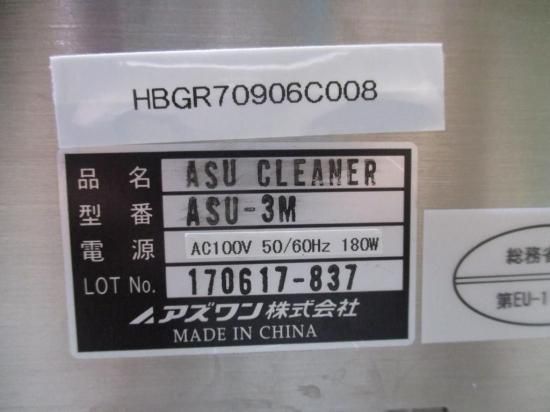 HBGR70906C008
品名 ASU CLEANER
型番 ASU-3M
電源 AC100V 50/60Hz 180W
LOT No. 170617-837
アズワン株式会社
MADE IN CHINA
総務省
第EU-1